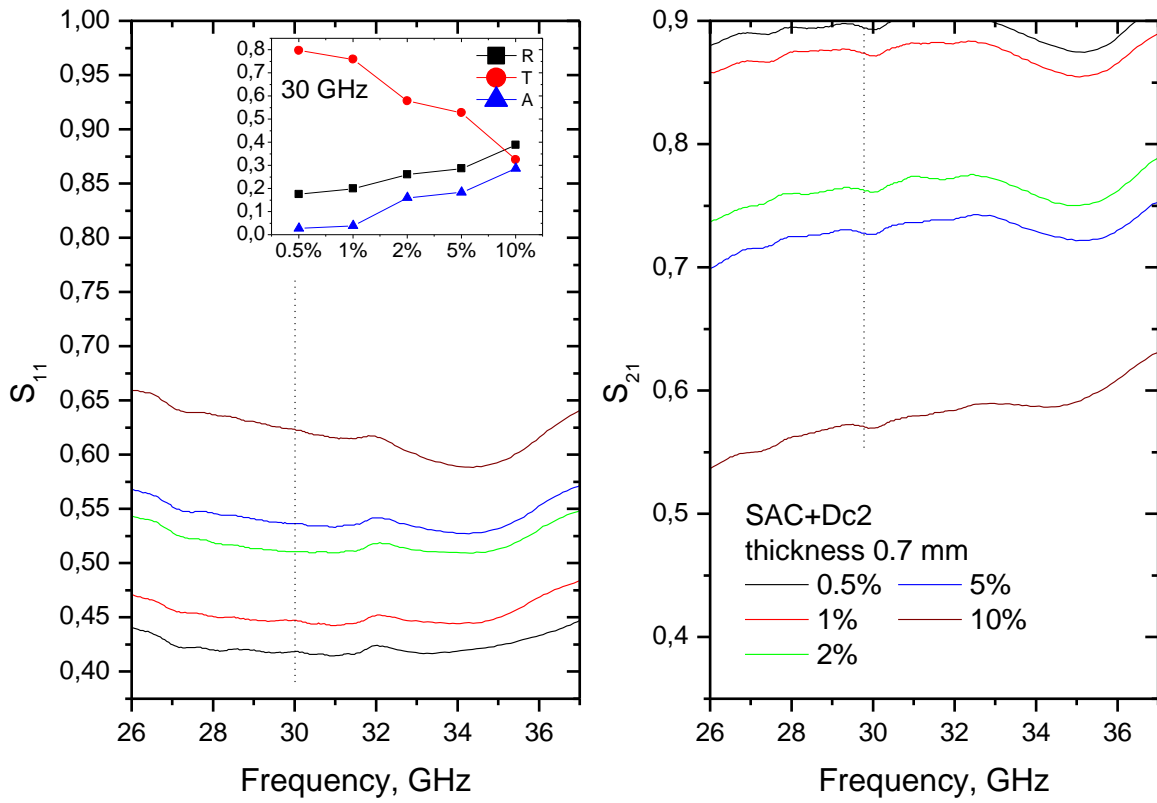 1,00
0,95
0,90
0,85
0,80
0,75
0,70
0,65
0,60
0,55
0,50
0,45
0,40
S11
26 28 30 32 34 36
Frequency, GHz
0,8
0,7
0,6
0,5
0,4
0,3
0,2
0,1
0,0
30 GHz
R
T
A
0.5% 1% 2% 5% 10%
0,9
0,8
0,7
0,6
0,5
0,4
S21
SAC+Dc2
thickness 0.7 mm
0.5% 5%
1% 10%
2%
26 28 30 32 34 36
Frequency, GHz